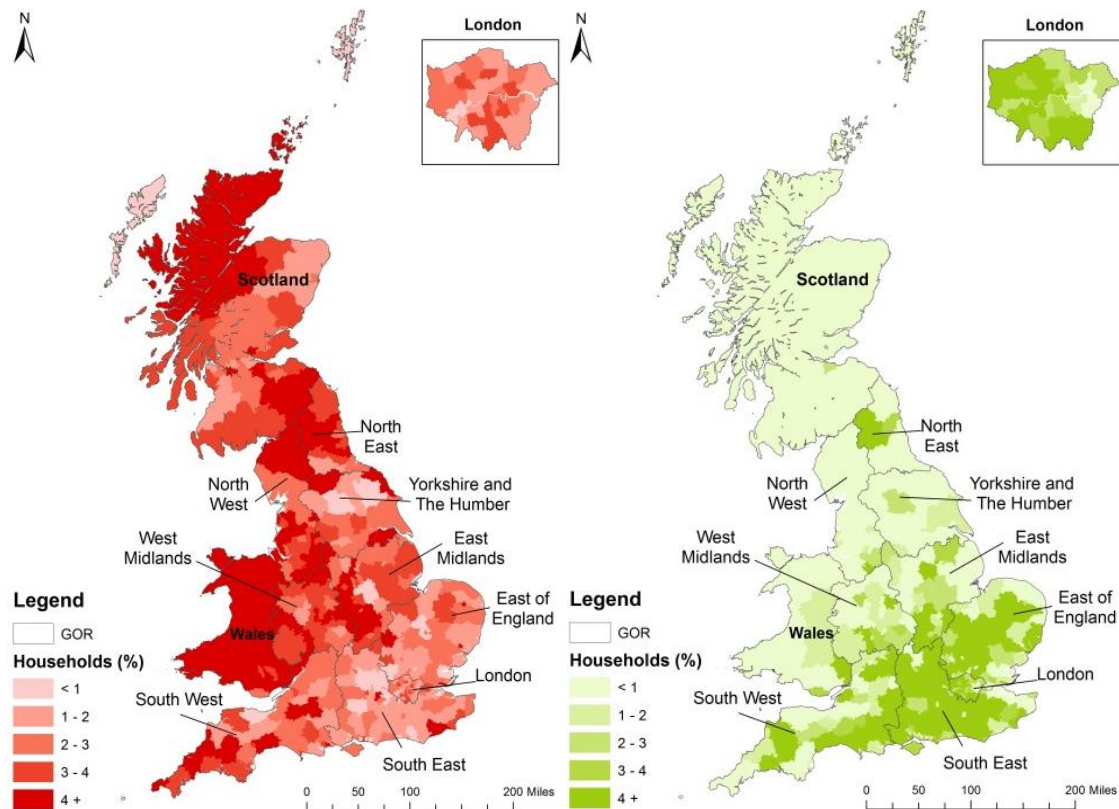 N
London
Scotland
North
East
North
West
Yorkshire and
The Humber
West
Midlands
East
Midlands
East of
England
Wales
London
South West
South East
Legend
GOR
Households (%)
< 1
1 - 2
2 - 3
3 - 4
4 +
0 50 100 200 Miles
N
London
Scotland
North
East
North
West
Yorkshire and
The Humber
West
Midlands
East
Midlands
East of
England
Wales
London
South West
South East
Legend
GOR
Households (%)
< 1
1 - 2
2 - 3
3 - 4
4 +
0 50 100 200 Miles